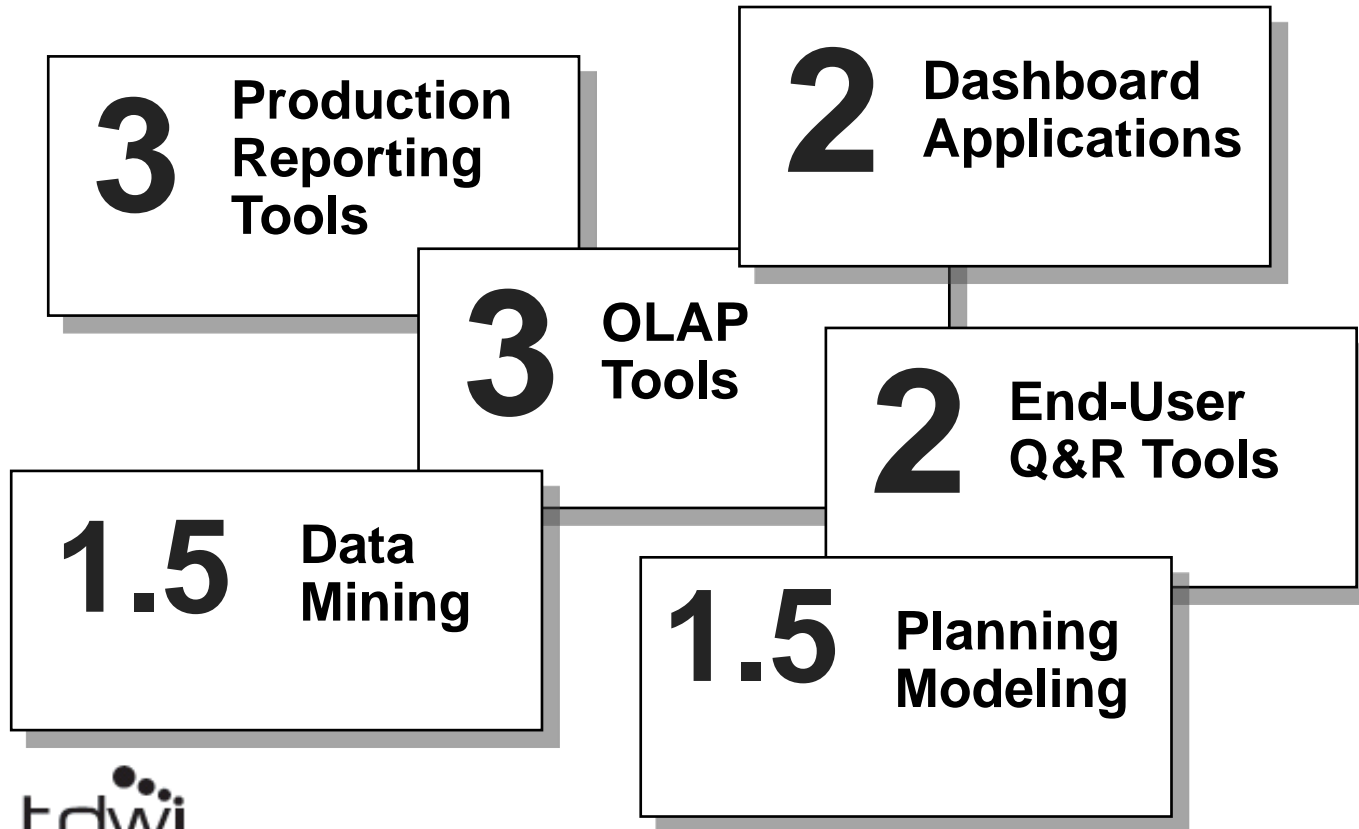 3
Production
Reporting
Tools
2
Dashboard
Applications
3
OLAP
Tools
2
End-User
Q&R Tools
1.5
Data
Mining
1.5
Planning
Modeling
tdwi